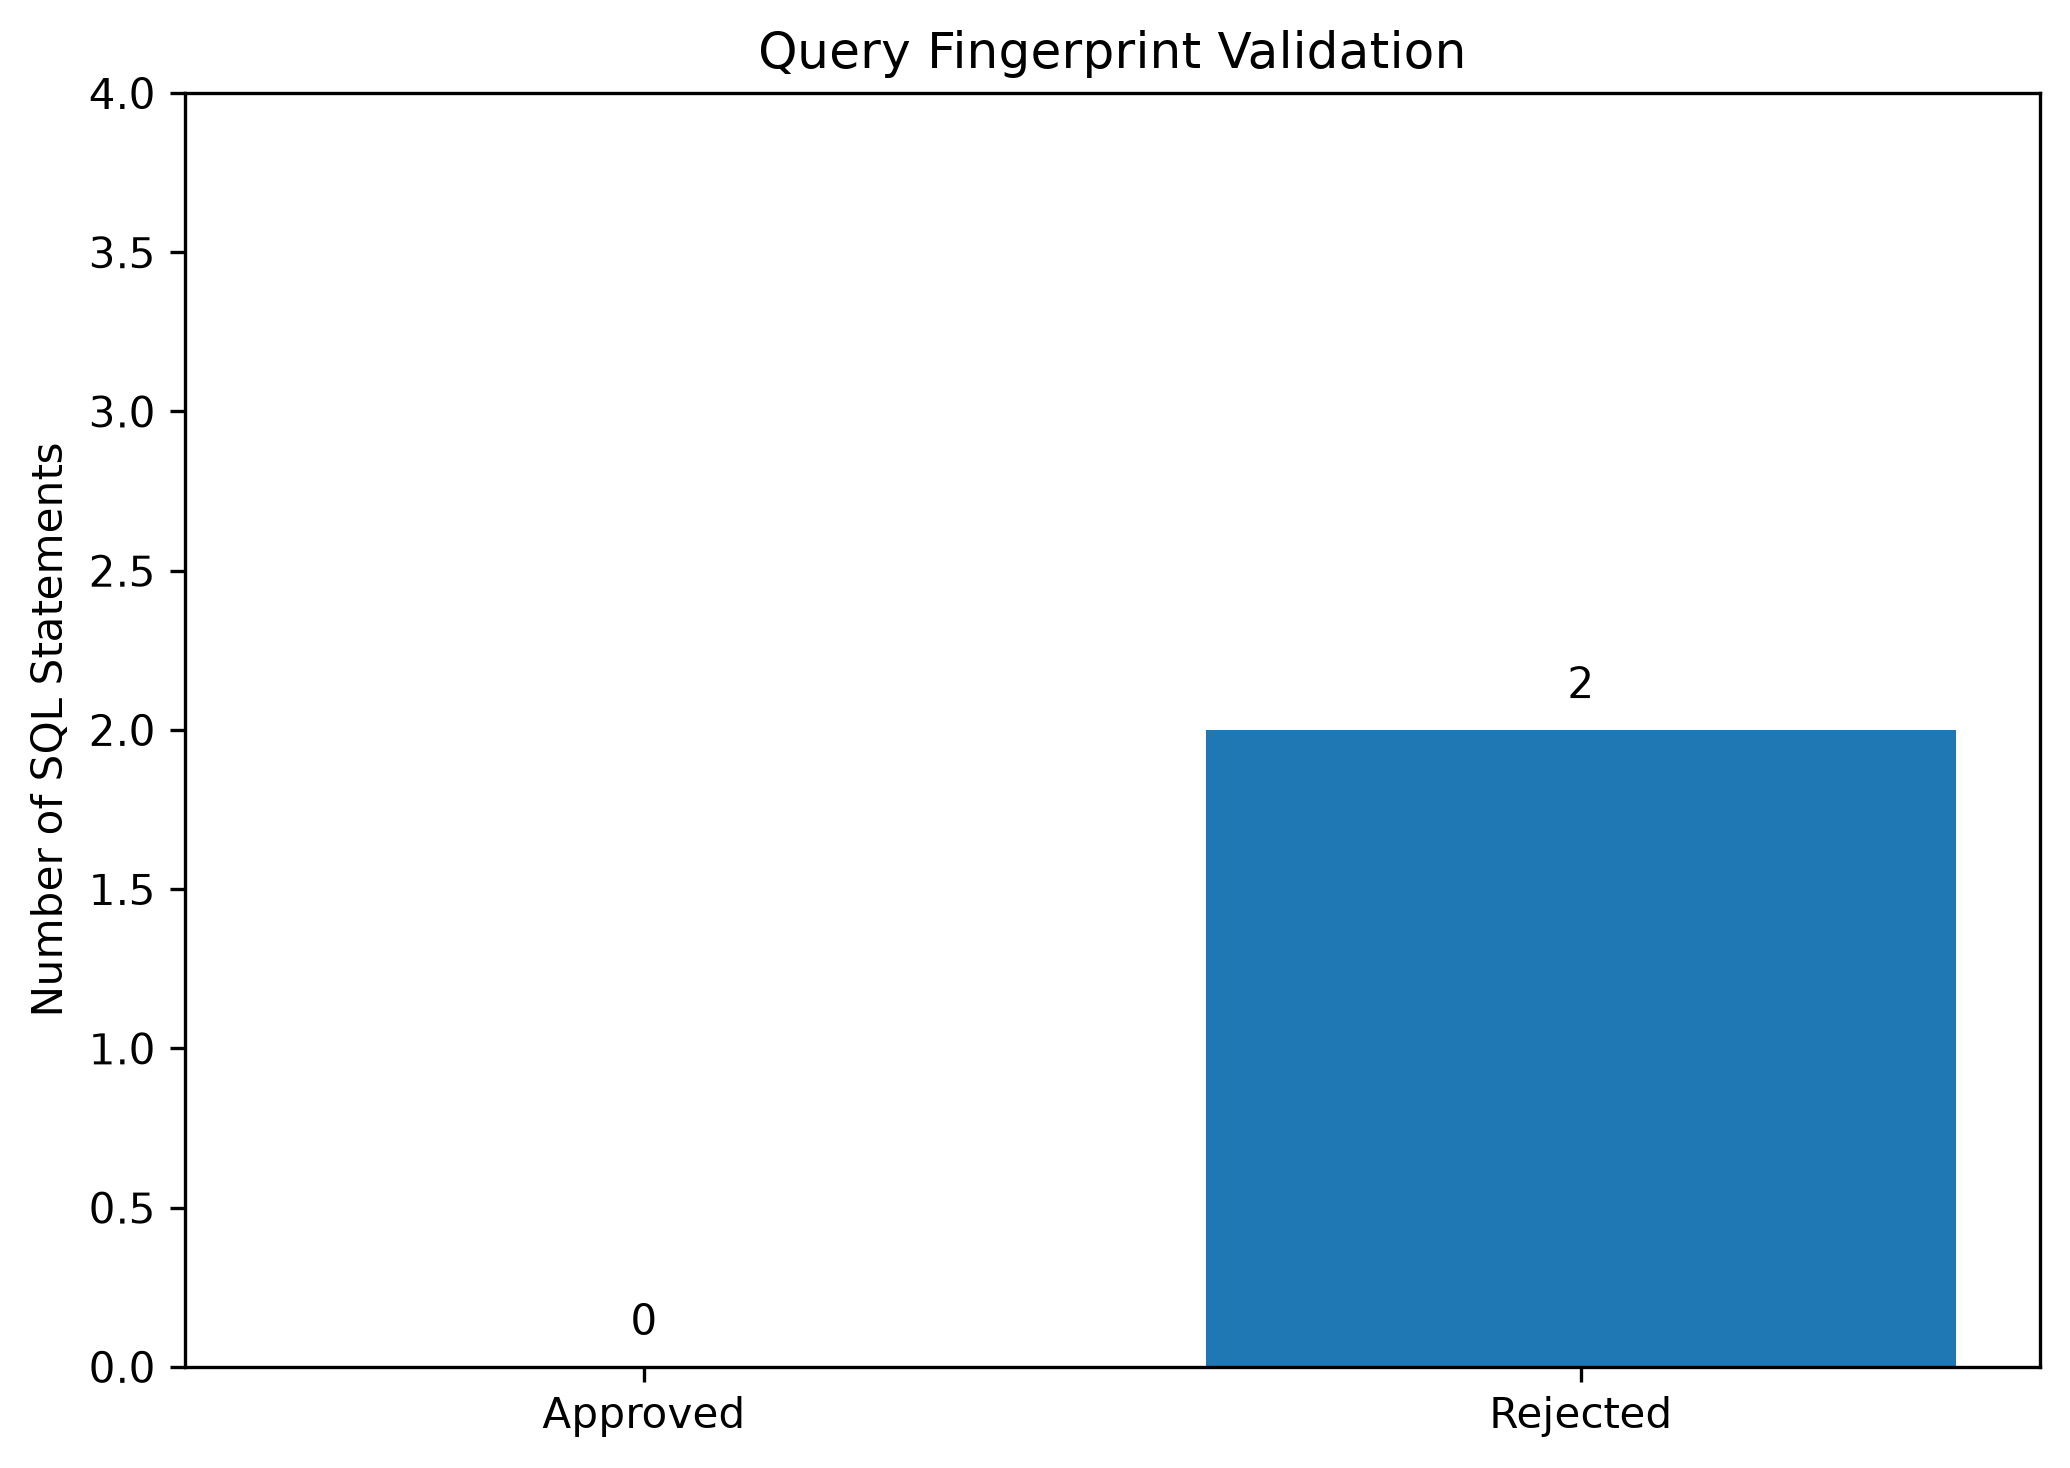 Query Fingerprint Validation
Number of SQL Statements
4.0
3.5
3.0
2.5
2.0
1.5
1.0
0.5
0.0
0
2
Approved
Rejected